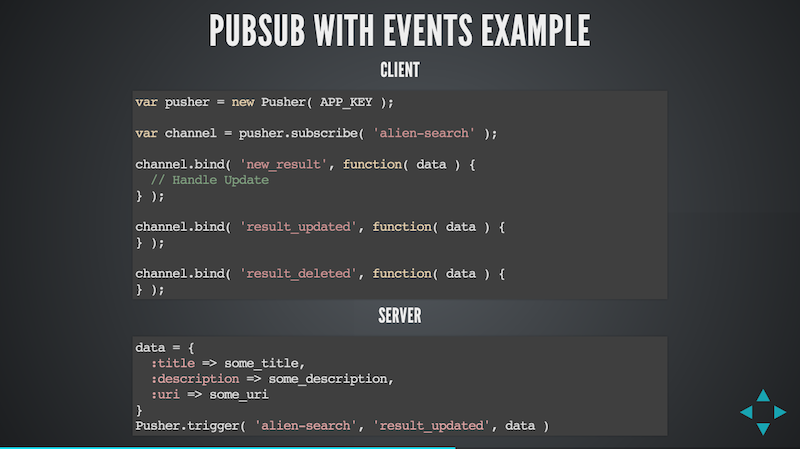 PUBSUB WITH EVENTS EXAMPLE
CLIENT
var pusher = new Pusher( APP_KEY );
var channel = pusher.subscribe( 'alien-search' );
channel.bind( 'new_result', function( data ) {
  // Handle Update
} );
channel.bind( 'result_updated', function( data ) {
} );
channel.bind( 'result_deleted', function( data ) {
} );
SERVER
data = {
  :title => some_title,
  :description => some_description,
  :uri => some_uri
}
Pusher.trigger( 'alien-search', 'result_updated', data )